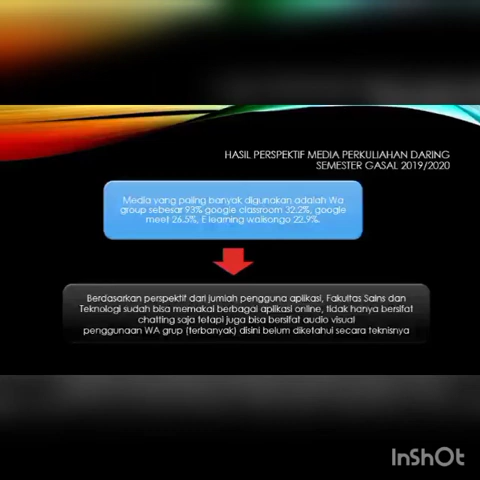 HASIL PERSPEKTIF MEDIA PERKULIAHAN DARING
SEMESTER GASAL 2019/2020
Media yang paling banyak digunakan adalah Wa
group sebesar 93% google classroom 32,2%, google
meet 26,5%, E learning walisongo 22,9%.
Berdasarkan perspektif dari jumlah pengguna aplikasi, Fakultas Sains dan
Teknologi sudah bisa memakai berbagai aplikasi online, tidak hanya bersifat
chatting saja tetapi juga bisa bersifat audio visual
penggunaan WA grup (terbanyak) disini belum diketahui secara teknisnya
InShOt